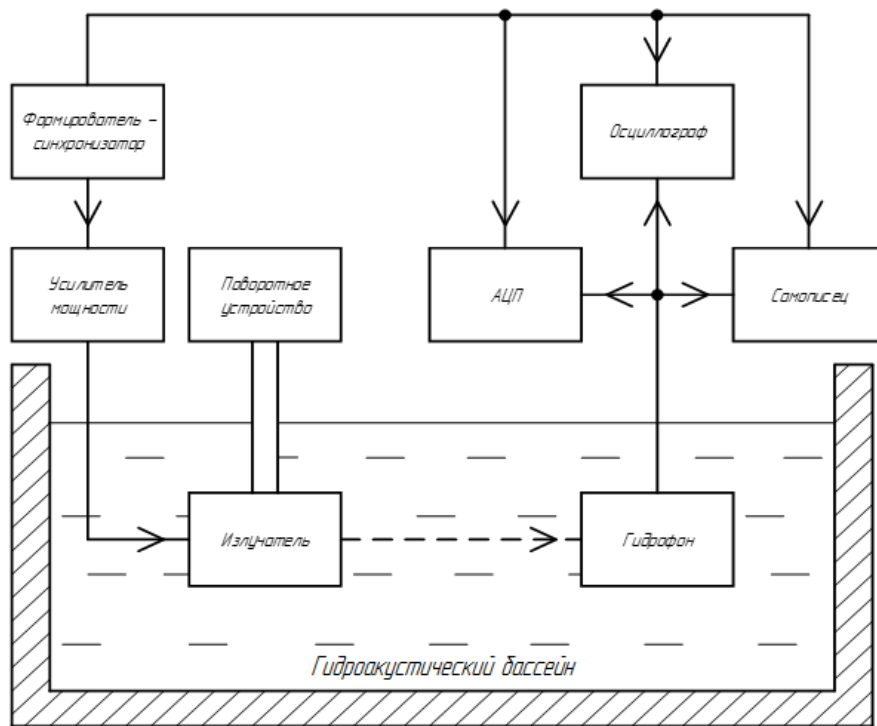 Формирователь –
синхронизатор
Осциллограф
Усилитель
мощности
Поворотное
устройство
АЦП
Самописец
Излучатель
Гидрофон
Гидроакустический бассейн